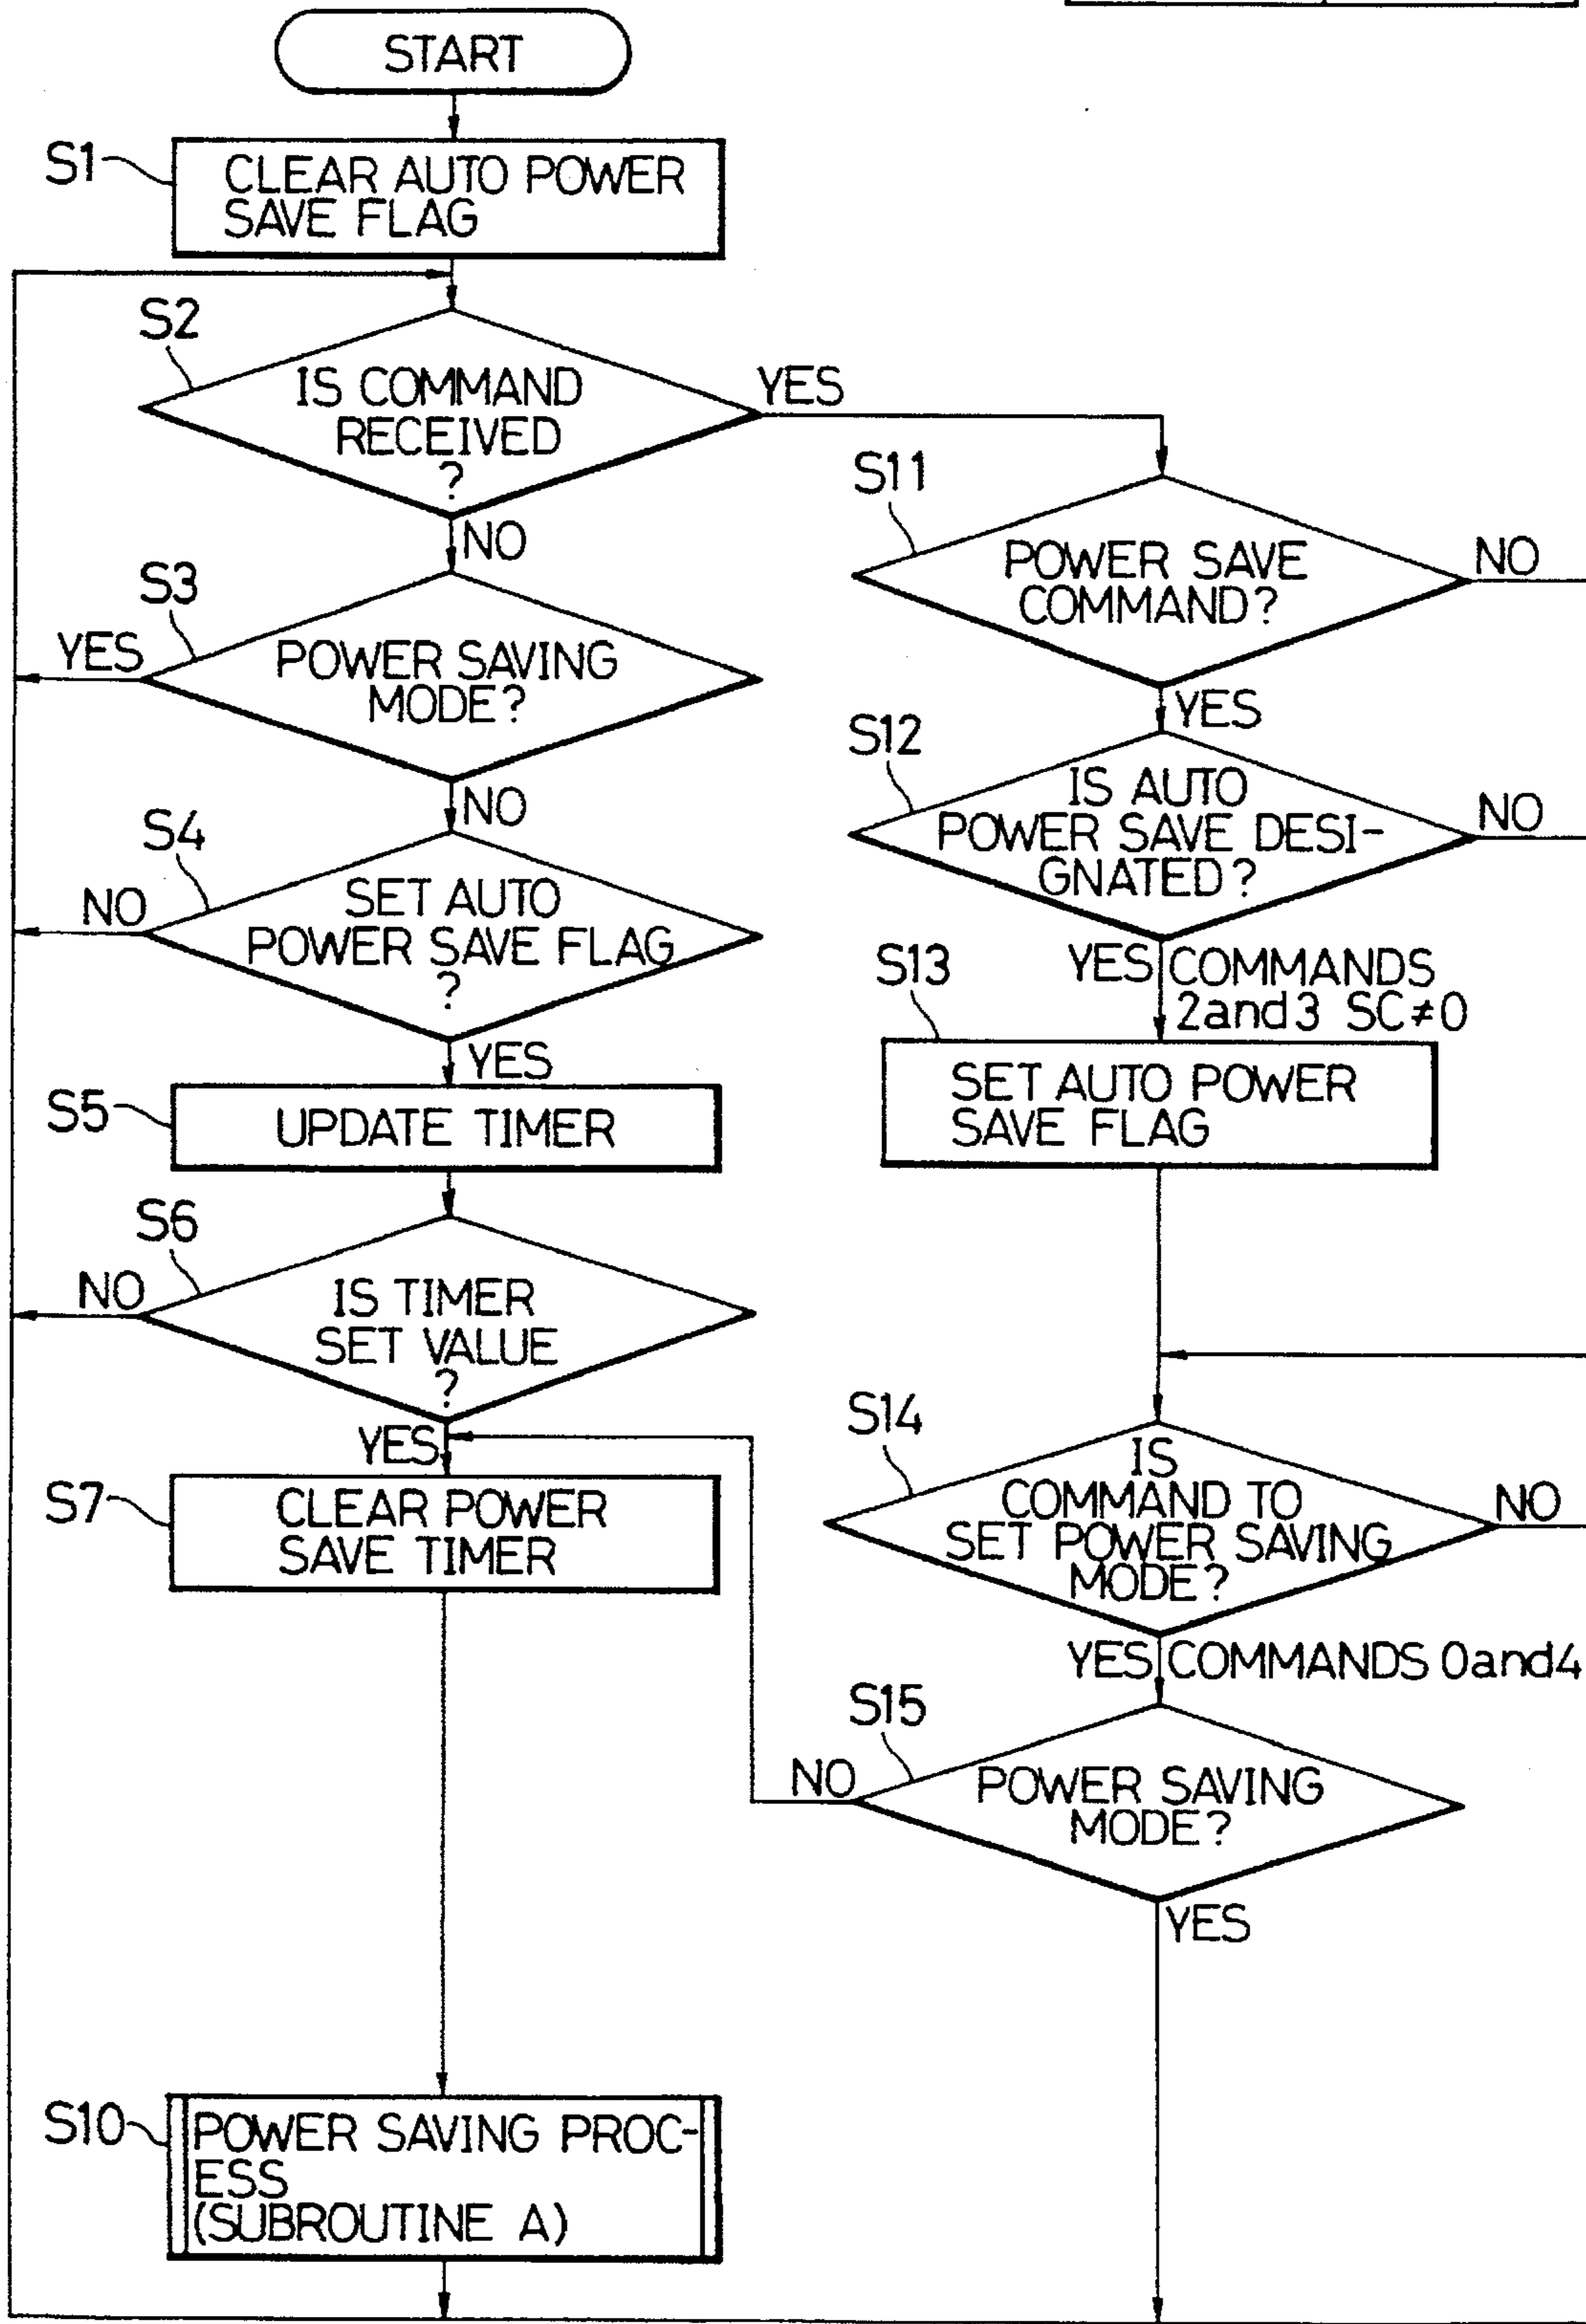 START
S1
CLEAR AUTO POWER
SAVE FLAG
S2
IS COMMAND
RECEIVED
?
YES
NO
S3
POWER SAVING
MODE?
YES
NO
S4
SET AUTO
POWER SAVE FLAG
?
NO
YES
S5
UPDATE TIMER
S6
IS TIMER
SET VALUE
?
NO
YES
S7
CLEAR POWER
SAVE TIMER
S10
POWER SAVING PROC-
ESS
(SUBROUTINE A)
S11
POWER SAVE
COMMAND?
NO
YES
S12
IS AUTO
POWER SAVE DESI-
GNATED?
NO
YES COMMANDS
2and3 SC≠0
S13
SET AUTO POWER
SAVE FLAG
S14
IS
COMMAND TO
SET POWER SAVING
MODE?
NO
YES COMMANDS 0and4
S15
POWER SAVING
MODE?
NO
YES